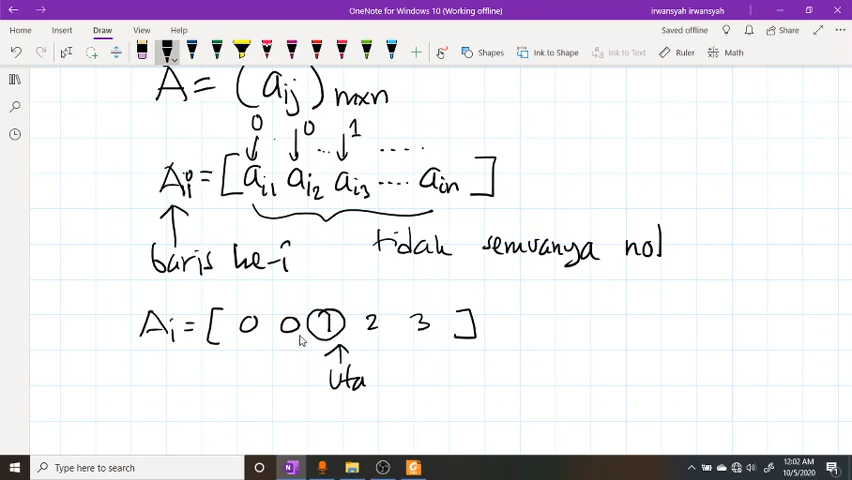 OneNote for Windows 10 (Working offline)
irwansyah irwansyah
Home Insert Draw View Help
Saved offline Share
Shapes Ink to Shape Ink to Text Ruler Math
A = (aij)mxn
0 0 1
... ....
Ai = [ai1 ai2 ai3 .... ain]
baris ke-i tidak semuanya nol
Ai = [0 0 1 2 3]
Uta
Type here to search
12:02 AM
10/5/2020